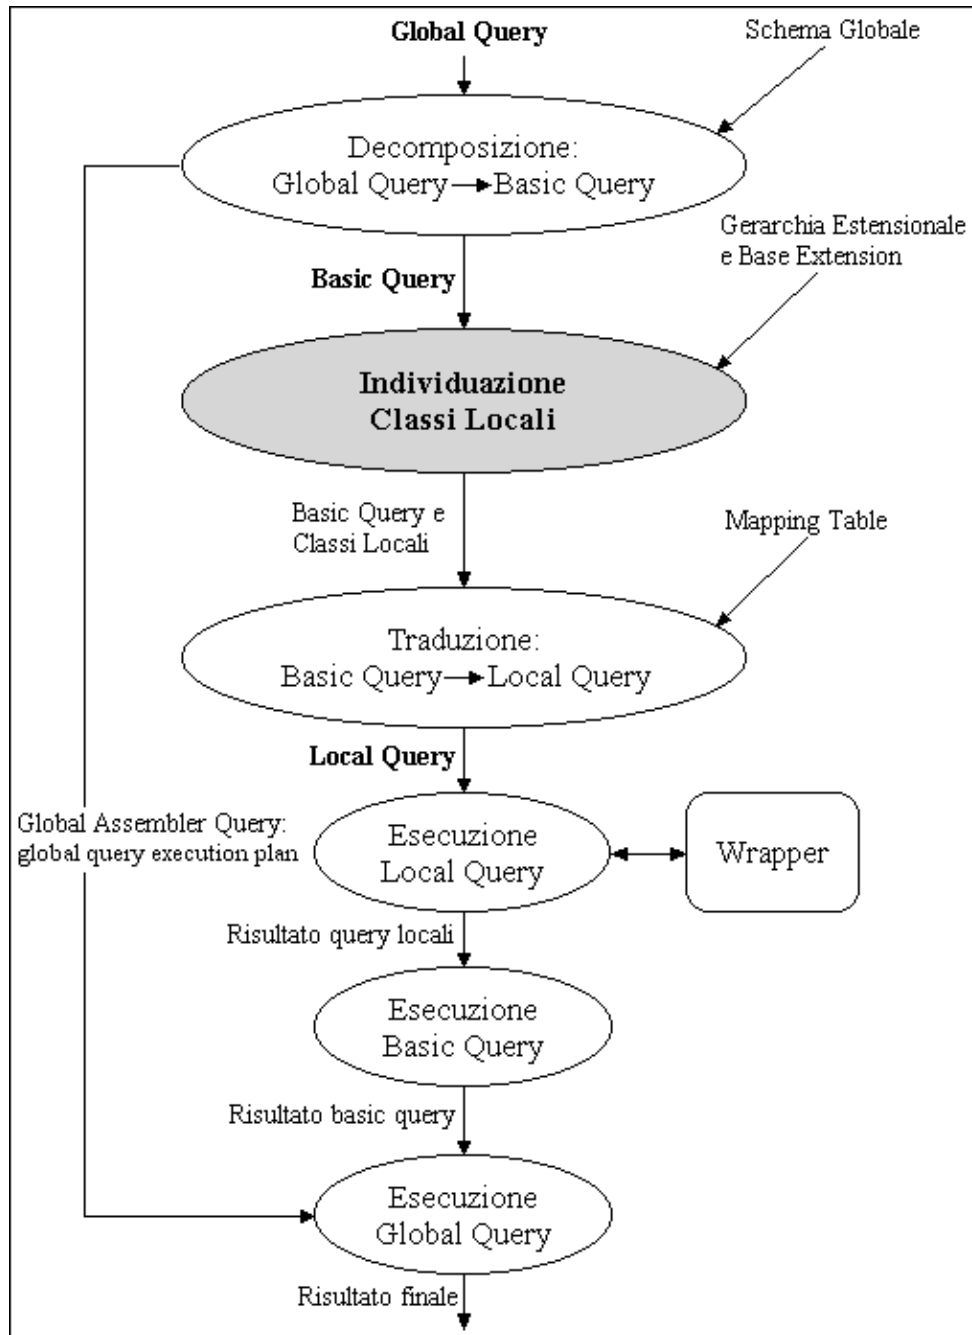 Global Query
Schema Globale
Decomposizione:
Global Query → Basic Query
Gerarchia Estensionale
e Base Extension
Basic Query
Individuazione
Classi Locali
Basic Query e
Classi Locali
Mapping Table
Traduzione:
Basic Query → Local Query
Local Query
Global Assembler Query:
global query execution plan
Esecuzione
Local Query
Wrapper
Risultato query locali
Esecuzione
Basic Query
Risultato basic query
Esecuzione
Global Query
Risultato finale